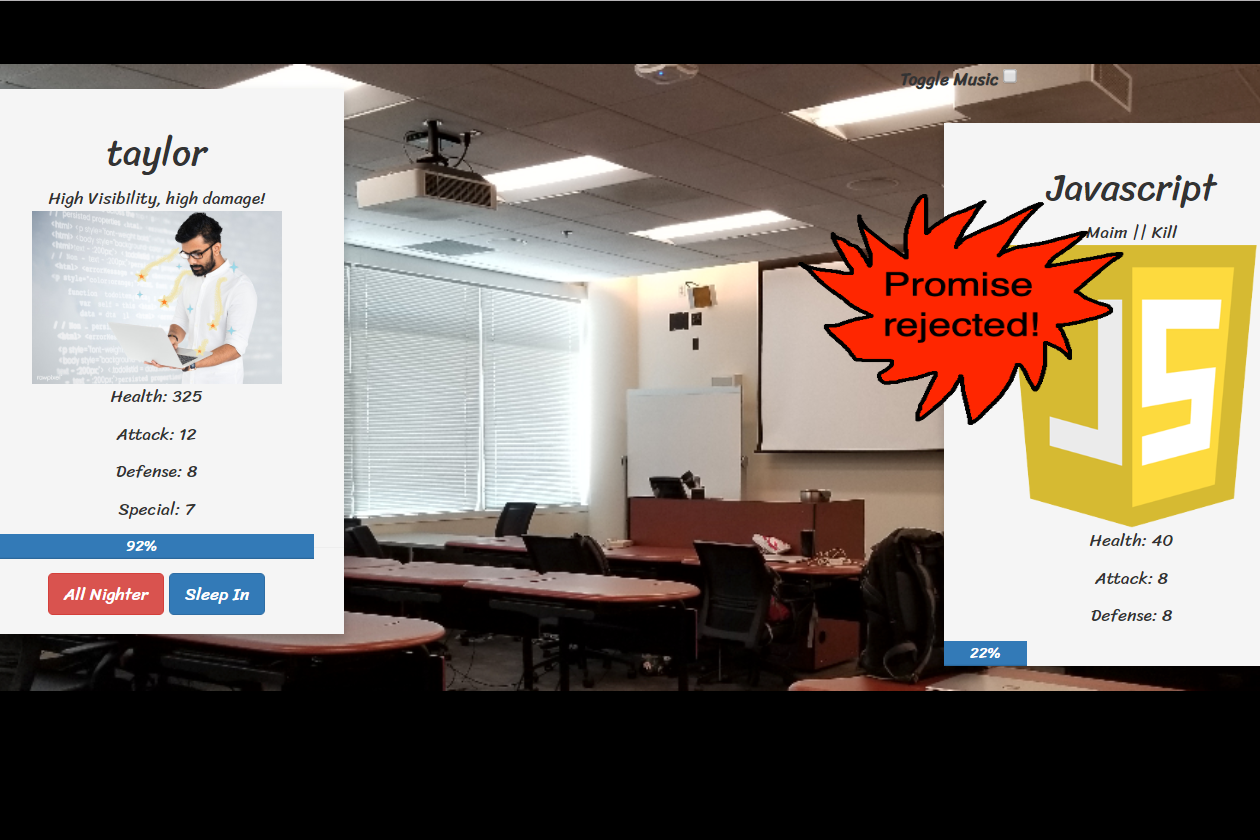 Toggle Music
taylor
High Visibility, high damage!
Health: 325
Attack: 12
Defense: 8
Special: 7
92%
All Nighter
Sleep In
Promise
rejected!
Javascript
Maim || Kill
JS
Health: 40
Attack: 8
Defense: 8
22%